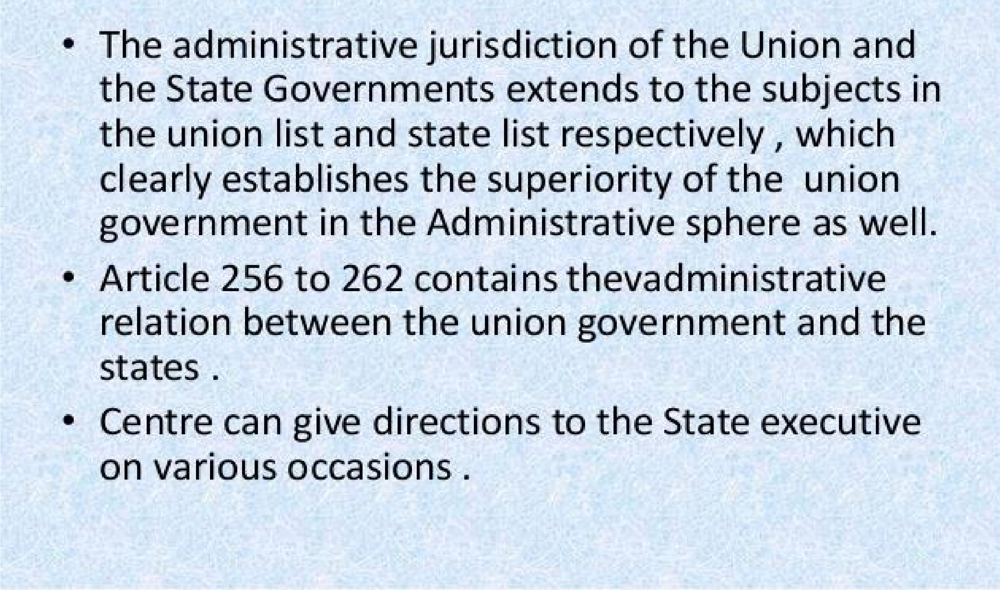 • The administrative jurisdiction of the Union and
the State Governments extends to the subjects in
the union list and state list respectively , which
clearly establishes the superiority of the  union
government in the Administrative sphere as well.
• Article 256 to 262 contains thevadministrative
relation between the union government and the
states .
• Centre can give directions to the State executive
on various occasions .